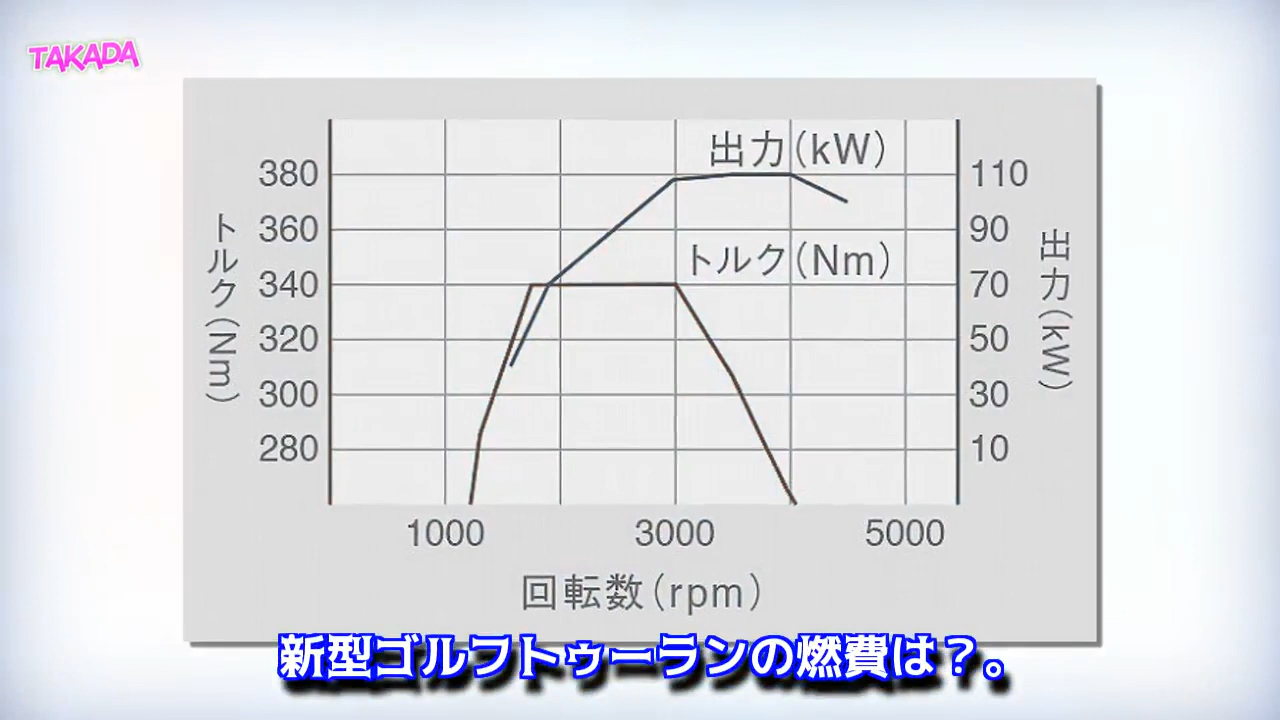 TAKADA
出力(kW)
トルク(Nm)
380
360
340
320
300
280
トルク(Nm)
110
90
70
50
30
10
出力(kW)
1000
3000
5000
回転数(rpm)
新型ゴルフトゥーランの燃費は?。